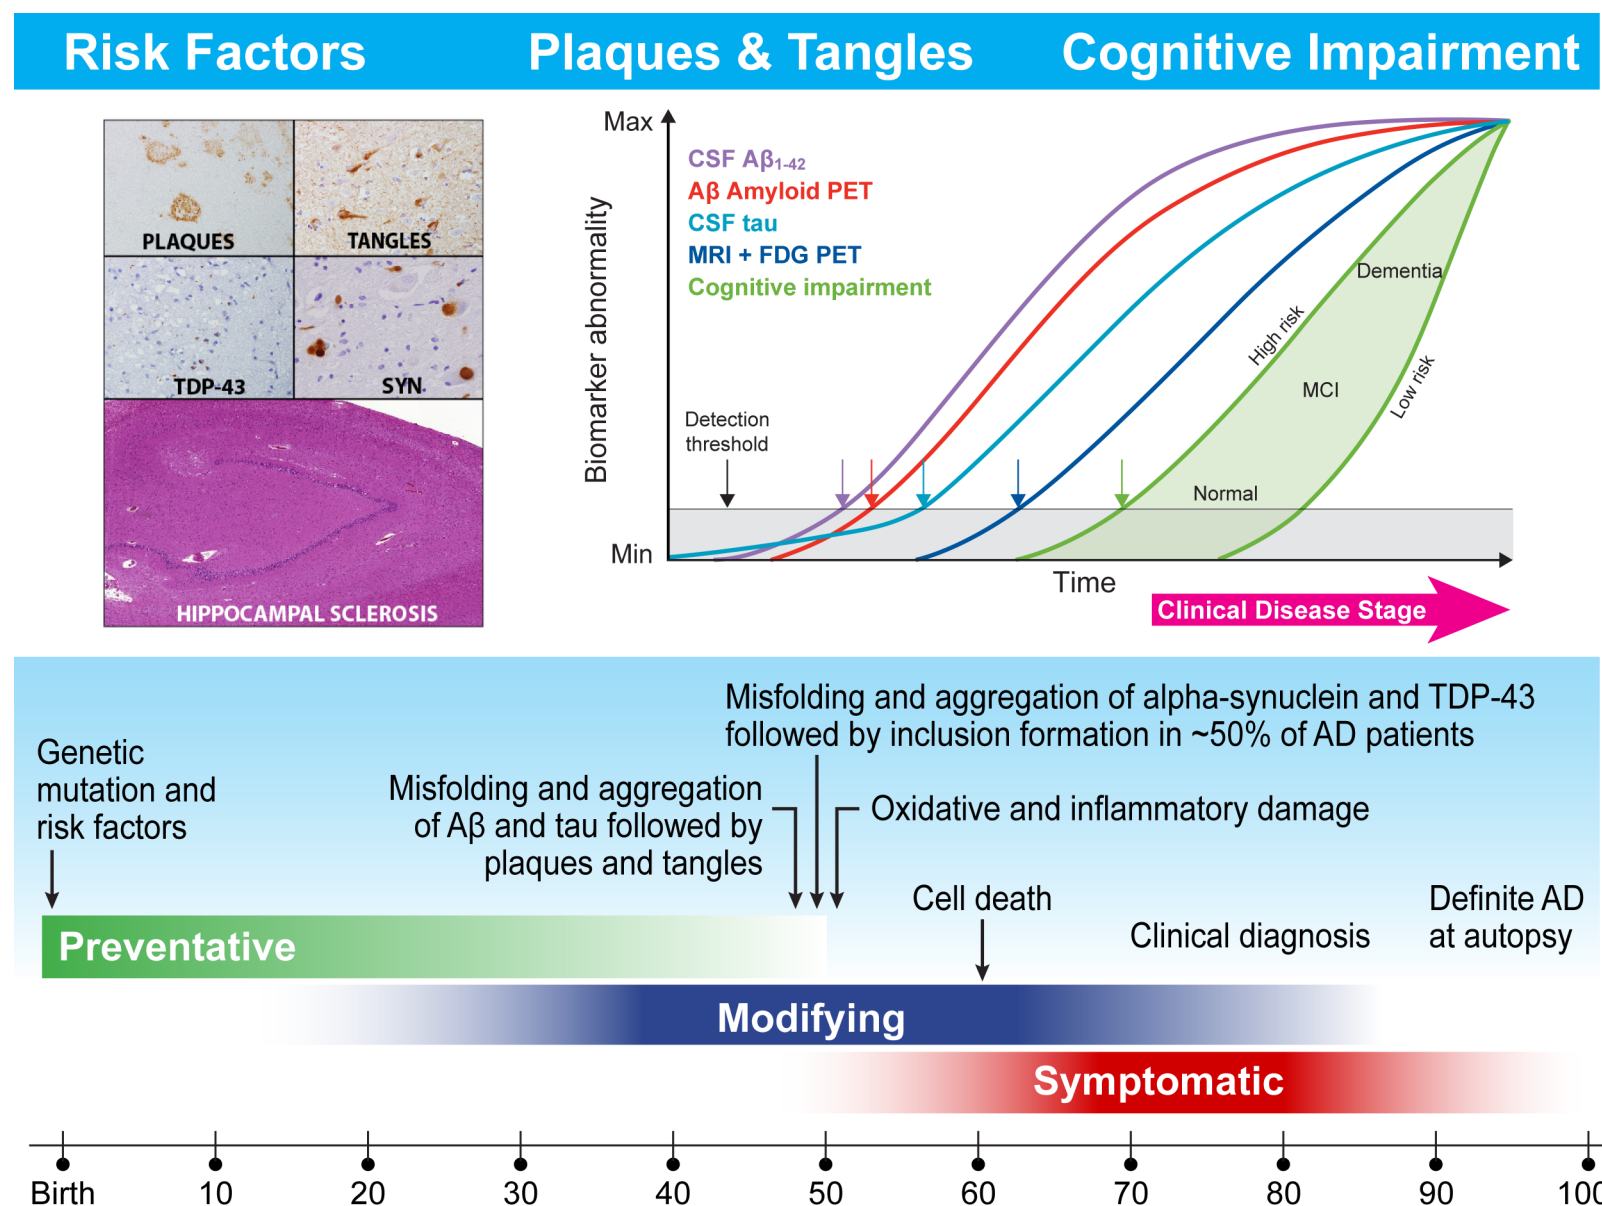 Risk Factors
Plaques & Tangles
Cognitive Impairment
PLAQUES
TANGLES
TDP-43
SYN
HIPPOCAMPAL SCLEROSIS
Max
Biomarker abnormality
Min
CSF Aβ1-42
Aβ Amyloid PET
CSF tau
MRI + FDG PET
Cognitive impairment
Detection
threshold
Dementia
High risk
MCI
Low risk
Normal
Time
Clinical Disease Stage
Misfolding and aggregation of alpha-synuclein and TDP-43
followed by inclusion formation in ~50% of AD patients
Genetic
mutation and
risk factors
Misfolding and aggregation
of Aβ and tau followed by
plaques and tangles
Oxidative and inflammatory damage
Cell death
Clinical diagnosis
Definite AD
at autopsy
Preventative
Modifying
Symptomatic
Birth 10 20 30 40 50 60 70 80 90 100